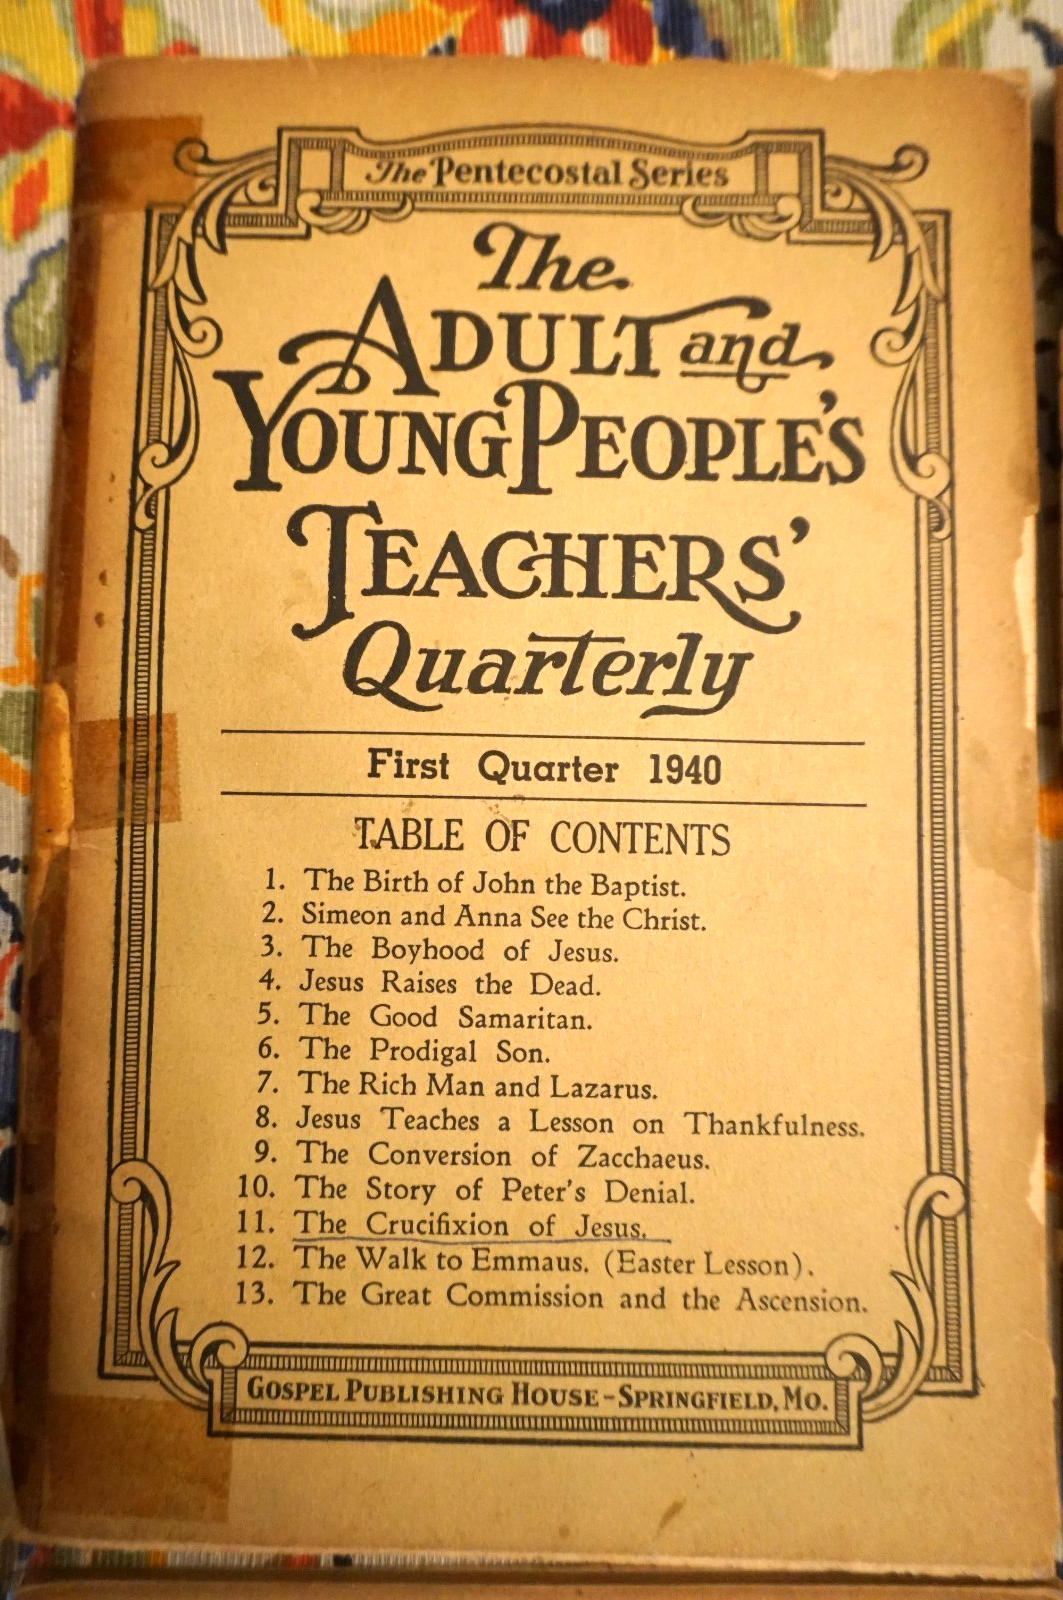 The Pentecostal Series
The
ADULT and
YOUNG PEOPLE'S
TEACHERS'
Quarterly
First Quarter 1940
TABLE OF CONTENTS
1. The Birth of John the Baptist.
2. Simeon and Anna See the Christ.
3. The Boyhood of Jesus.
4. Jesus Raises the Dead.
5. The Good Samaritan.
6. The Prodigal Son.
7. The Rich Man and Lazarus.
8. Jesus Teaches a Lesson on Thankfulness.
9. The Conversion of Zacchaeus.
10. The Story of Peter's Denial.
11. The Crucifixion of Jesus.
12. The Walk to Emmaus. (Easter Lesson).
13. The Great Commission and the Ascension.
GOSPEL PUBLISHING HOUSE-SPRINGFIELD, MO.